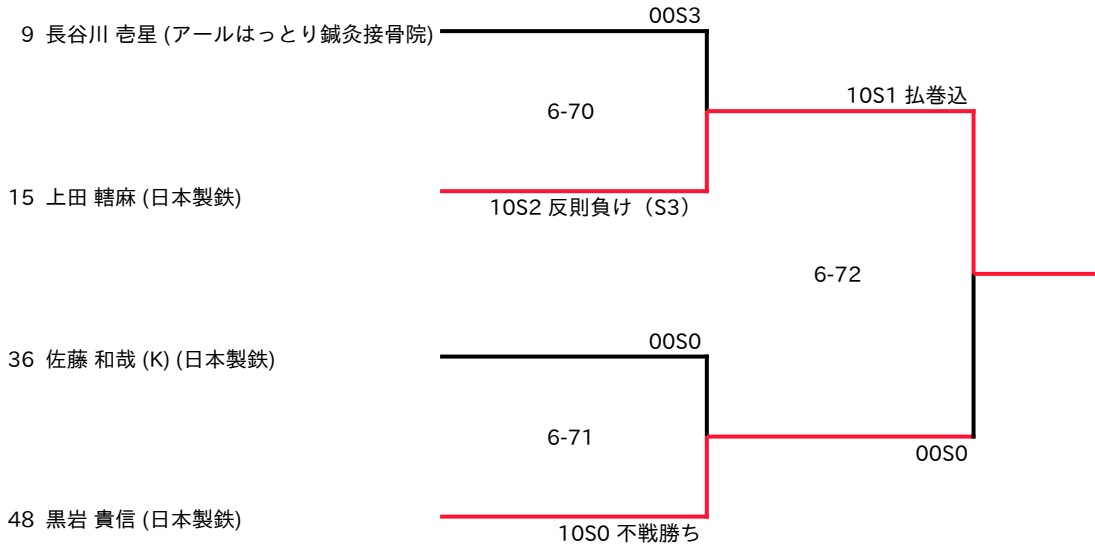 00S3
9 長谷川 壱星 (アールはっとり鍼灸接骨院)
10S1 払巻込
6-70
15 上田 轄麻 (日本製鉄)
10S2 反則負け（S3）
6-72
00S0
36 佐藤 和哉 (K) (日本製鉄)
6-71
00S0
48 黒岩 貴信 (日本製鉄)
10S0 不戦勝ち